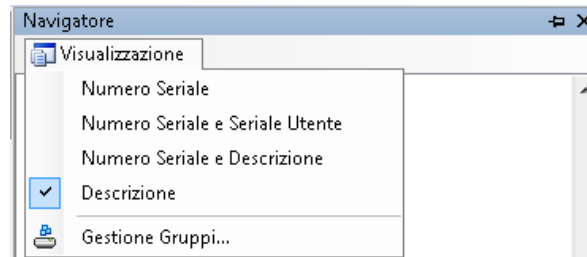 Navigatore
Visualizzazione
Numero Seriale
Numero Seriale e Seriale Utente
Numero Seriale e Descrizione
Descrizione
Gestione Gruppi...